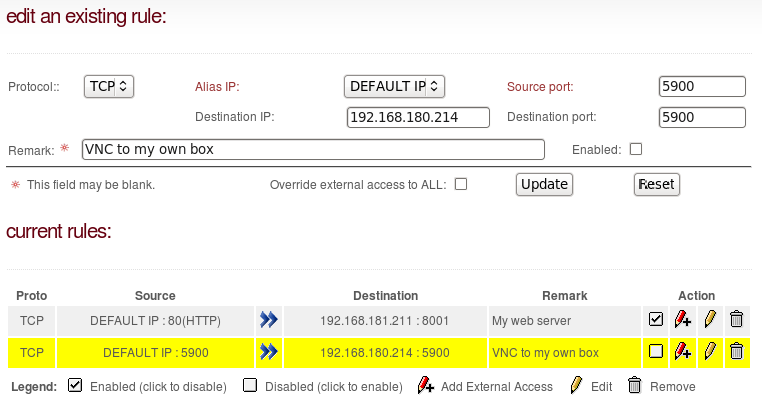 edit an existing rule:
Protocol:: TCP Alias IP: DEFAULT IP Source port: 5900
Destination IP: 192.168.180.214 Destination port: 5900
Remark: VNC to my own box Enabled:
This field may be blank. Override external access to ALL: Update Reset
current rules:
Proto Source Destination Remark Action
TCP DEFAULT IP : 80(HTTP) 192.168.181.211 : 8001 My web server
TCP DEFAULT IP : 5900 192.168.180.214 : 5900 VNC to my own box
Legend: Enabled (click to disable) Disabled (click to enable) Add External Access Edit Remove